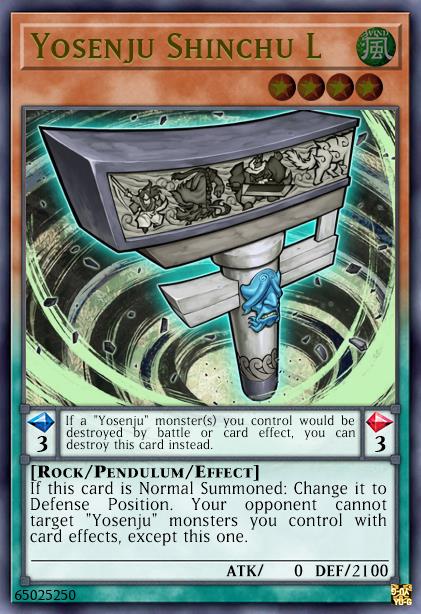 Yosenju Shinchu L
WIND
風
If a "Yosenju" monster(s) you control would be
destroyed by battle or card effect, you can
destroy this card instead.
3
3
[Rock/Pendulum/Effect]
If this card is Normal Summoned: Change it to
Defense Position. Your opponent cannot
target "Yosenju" monsters you control with
card effects, except this one.
ATK/ 0 DEF/2100
65025250